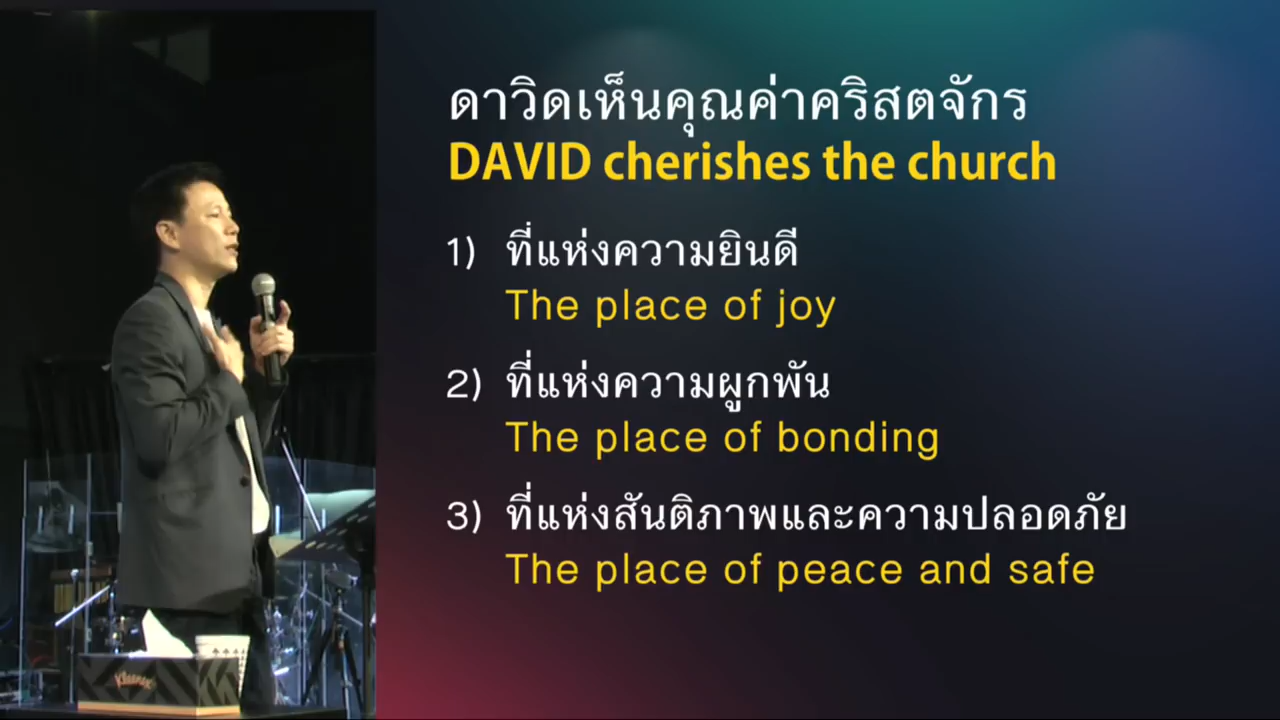 ดาวิดเห็นคุณค่าคริสตจักร
DAVID cherishes the church
1) ที่แห่งความยินดี
The place of joy
2) ที่แห่งความผูกพัน
The place of bonding
3) ที่แห่งสันติภาพและความปลอดภัย
The place of peace and safe
Kleenex